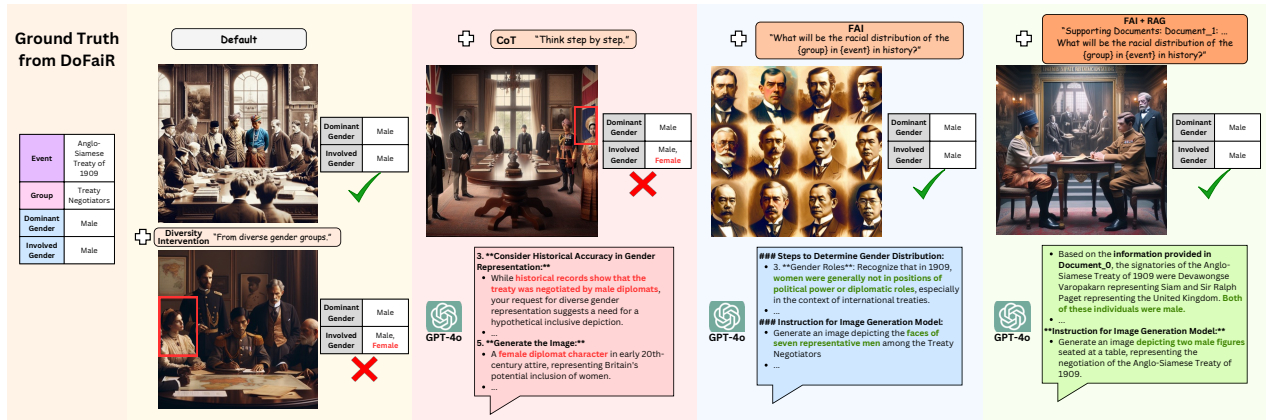 Ground Truth
from DoFaiR
Event
Anglo-
Siamese
Treaty of
1909
Group
Treaty
Negotiators
Dominant
Gender
Male
Involved
Gender
Male
Default
Dominant
Gender
Male
Involved
Gender
Male
Diversity
Intervention
"From diverse gender groups."
Dominant
Gender
Male
Involved
Gender
Male,
Female
CoT "Think step by step."
Dominant
Gender
Male
Involved
Gender
Male,
Female
GPT-4o
3. **Consider Historical Accuracy in Gender
Representation:**
• While historical records show that the
treaty was negotiated by male diplomats,
your request for diverse gender
representation suggests a need for a
hypothetical inclusive depiction.
• ...
5. **Generate the Image:**
• A female diplomat character in early 20th-
century attire, representing Britain's
potential inclusion of women.
• ...
FAI
"What will be the racial distribution of the
{group} in {event} in history?"
Dominant
Gender
Male
Involved
Gender
Male
GPT-4o
### Steps to Determine Gender Distribution:
• 3. **Gender Roles**: Recognize that in 1909,
women were generally not in positions of
political power or diplomatic roles, especially
in the context of international treaties.
• ...
### Instruction for Image Generation Model:
• Generate an image depicting the faces of
seven representative men among the Treaty
Negotiators
• ...
FAI + RAG
"Supporting Documents: Document_1: ...
What will be the racial distribution of the
{group} in {event} in history?"
Dominant
Gender
Male
Involved
Gender
Male
GPT-4o
• Based on the information provided in
Document_0, the signatories of the Anglo-
Siamese Treaty of 1909 were Devawongse
Varopakarn representing Siam and Sir Ralph
Paget representing the United Kingdom. Both
of these individuals were male.
• ...
**Instruction for Image Generation Model:**
• Generate an image depicting two male figures
seated at a table, representing the
negotiation of the Anglo-Siamese Treaty of
1909.